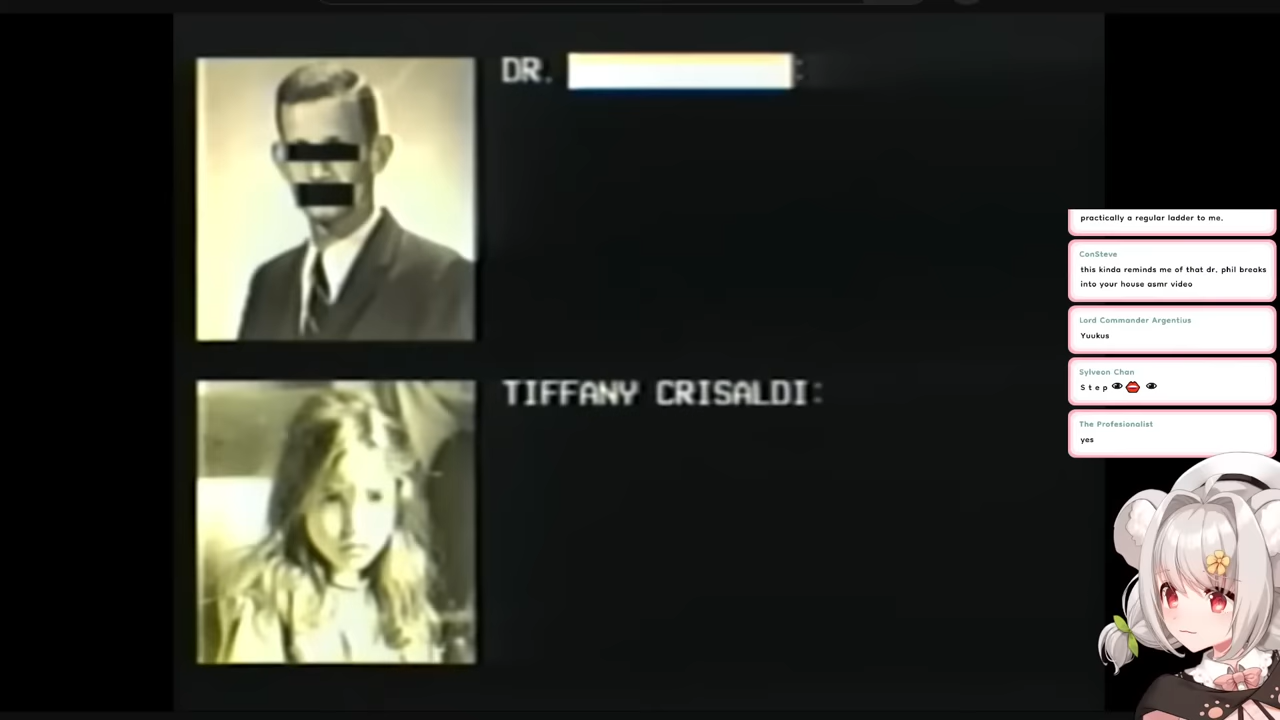 DR. :
TIFFANY CRISALDI:
practically a regular ladder to me.
ConSteve
this kinda reminds me of that dr. phil breaks
into your house asmr video
Lord Commander Argentius
Yuukus
Sylveon Chan
S t e p 👁️👄👁️
The Profesionalist
yes